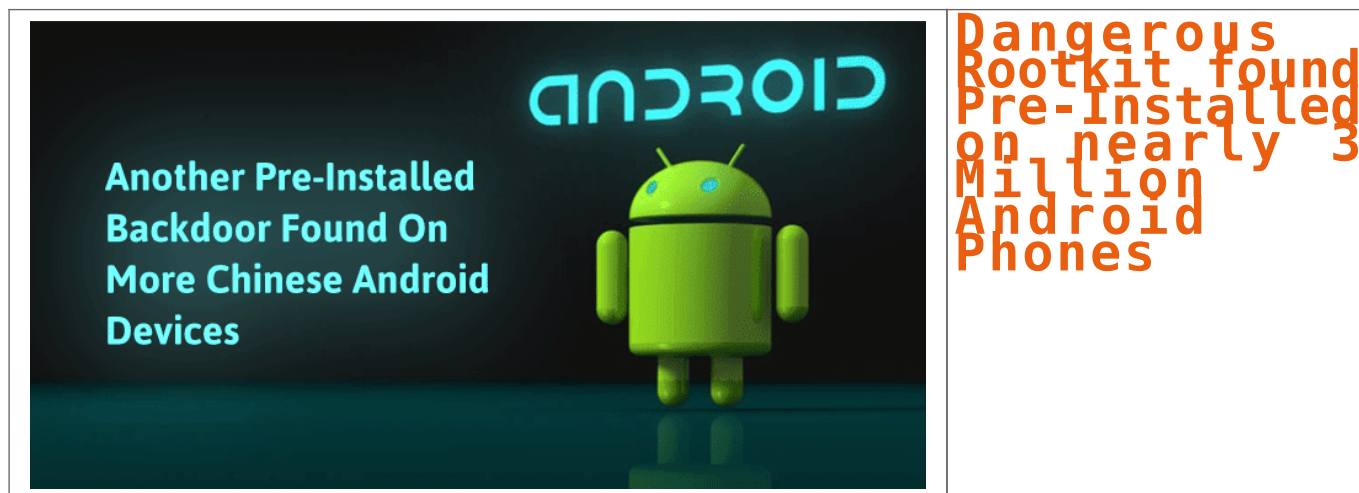 ANDROID
Another Pre-Installed
Backdoor Found On
More Chinese Android
Devices
Dangerous
Rootkit found
Pre-Installed
on nearly 3
Million
Android
Phones